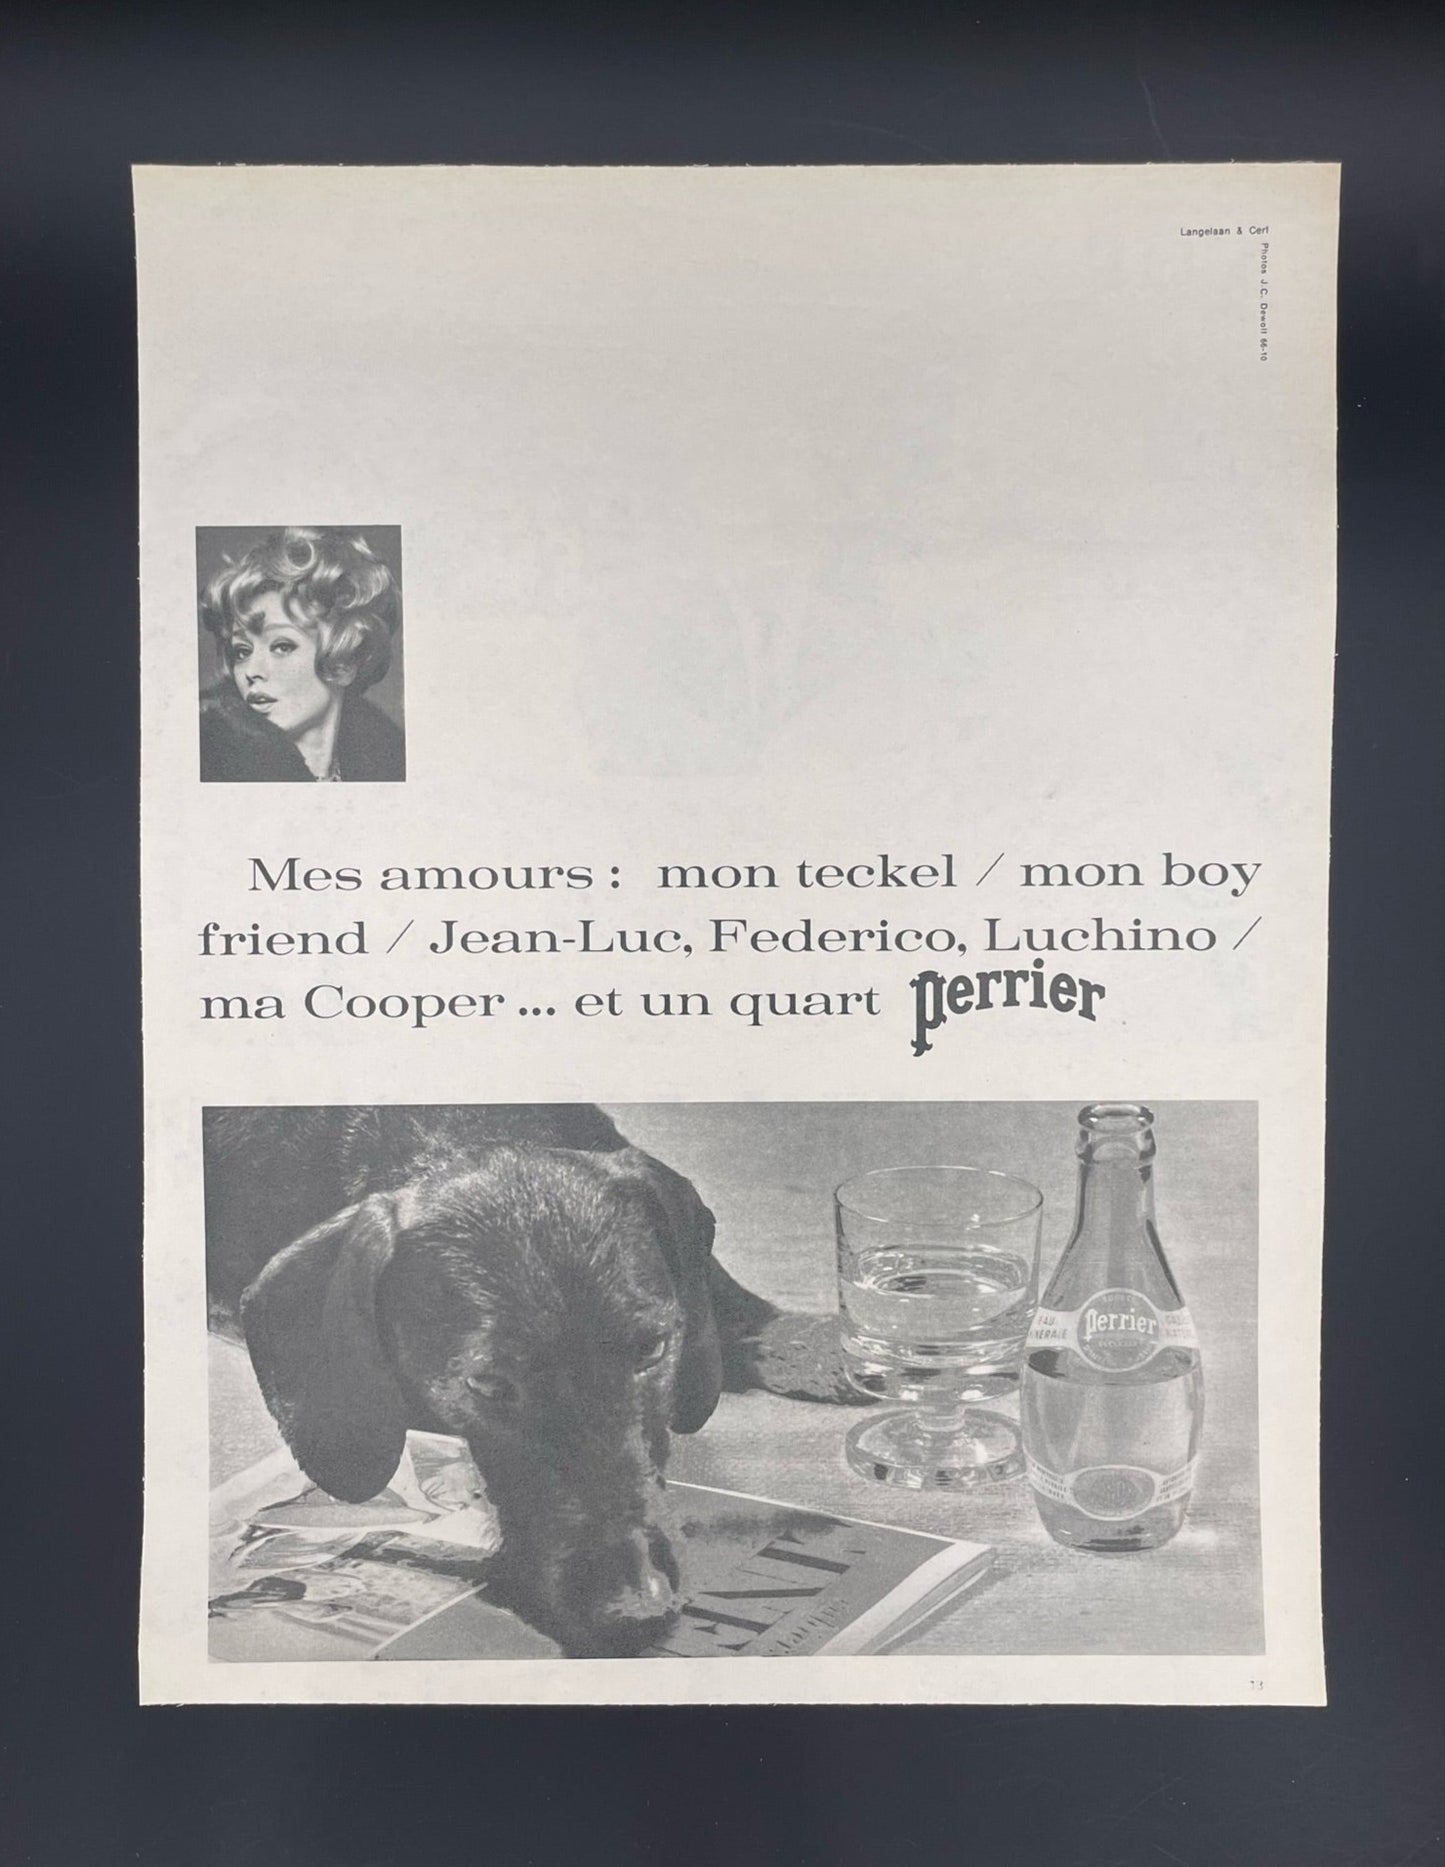 Langelaan & Cerf
Photos J.C. Dewolf 66-10
Mes amours : mon teckel / mon boy
friend / Jean-Luc, Federico, Luchino /
ma Cooper ... et un quart Perrier
EAU
Perrier
13